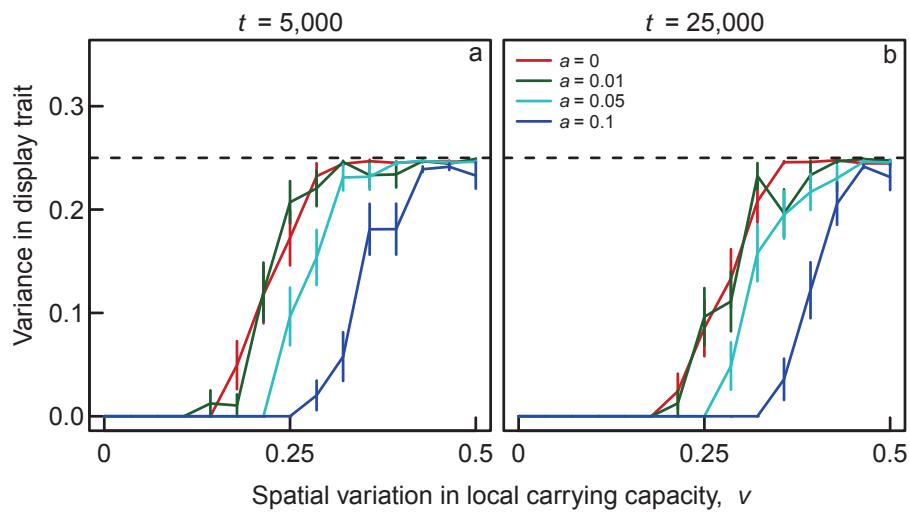 t = 5,000
t = 25,000
a
b
a = 0
a = 0.01
a = 0.05
a = 0.1
Variance in display trait
0.3
0.2
0.1
0.0
0
0.25
0.5
0
0.25
0.5
Spatial variation in local carrying capacity, v